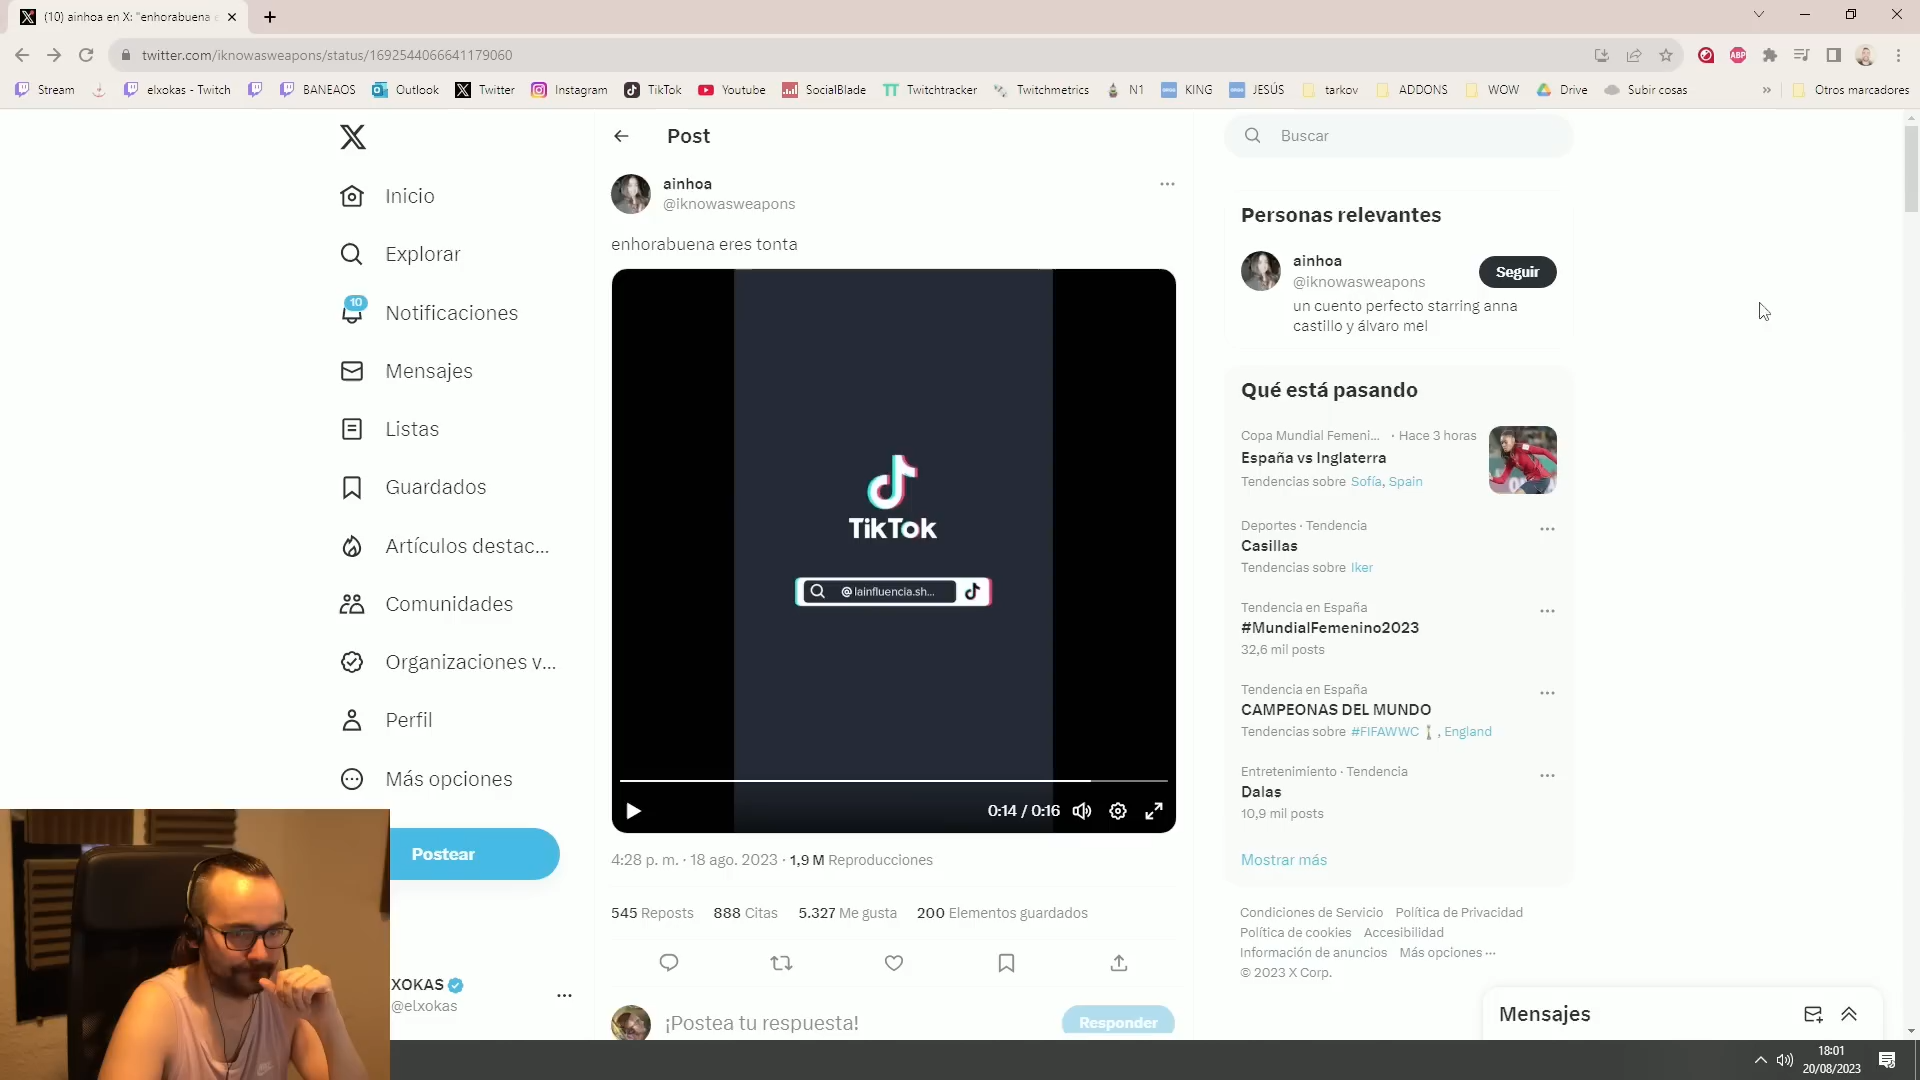 (10) ainhoa en X: "enhorabuena e
twitter.com/iknowasweapons/status/1692544066641179060
Stream
elxokas - Twitch
BANEAOS
Outlook
Twitter
Instagram
TikTok
Youtube
SocialBlade
Twitchtracker
Twitchmetrics
N1
KING
JESÚS
tarkov
ADDONS
WOW
Drive
Subir cosas
Otros marcadores
Inicio
Explorar
10
Notificaciones
Mensajes
Listas
Guardados
Artículos destac...
Comunidades
Organizaciones v...
Perfil
Más opciones
Postear
XOKAS
@elxokas
Post
ainhoa
@iknowasweapons
enhorabuena eres tonta
TikTok
@lainfluencia.sh...
0:14 / 0:16
4:28 p. m. · 18 ago. 2023 · 1,9 M Reproducciones
545 Reposts 888 Citas 5.327 Me gusta 200 Elementos guardados
¡Postea tu respuesta!
Responder
Buscar
Personas relevantes
ainhoa
@iknowasweapons
Seguir
un cuento perfecto starring anna
castillo y álvaro mel
Qué está pasando
Copa Mundial Femeni... · Hace 3 horas
España vs Inglaterra
Tendencias sobre Sofía, Spain
Deportes · Tendencia
Casillas
Tendencias sobre Iker
Tendencia en España
#MundialFemenino2023
32,6 mil posts
Tendencia en España
CAMPEONAS DEL MUNDO
Tendencias sobre #FIFAWWC , England
Entretenimiento · Tendencia
Dalas
10,9 mil posts
Mostrar más
Condiciones de Servicio Política de Privacidad
Política de cookies Accesibilidad
Información de anuncios Más opciones ···
© 2023 X Corp.
Mensajes
18:01
20/08/2023